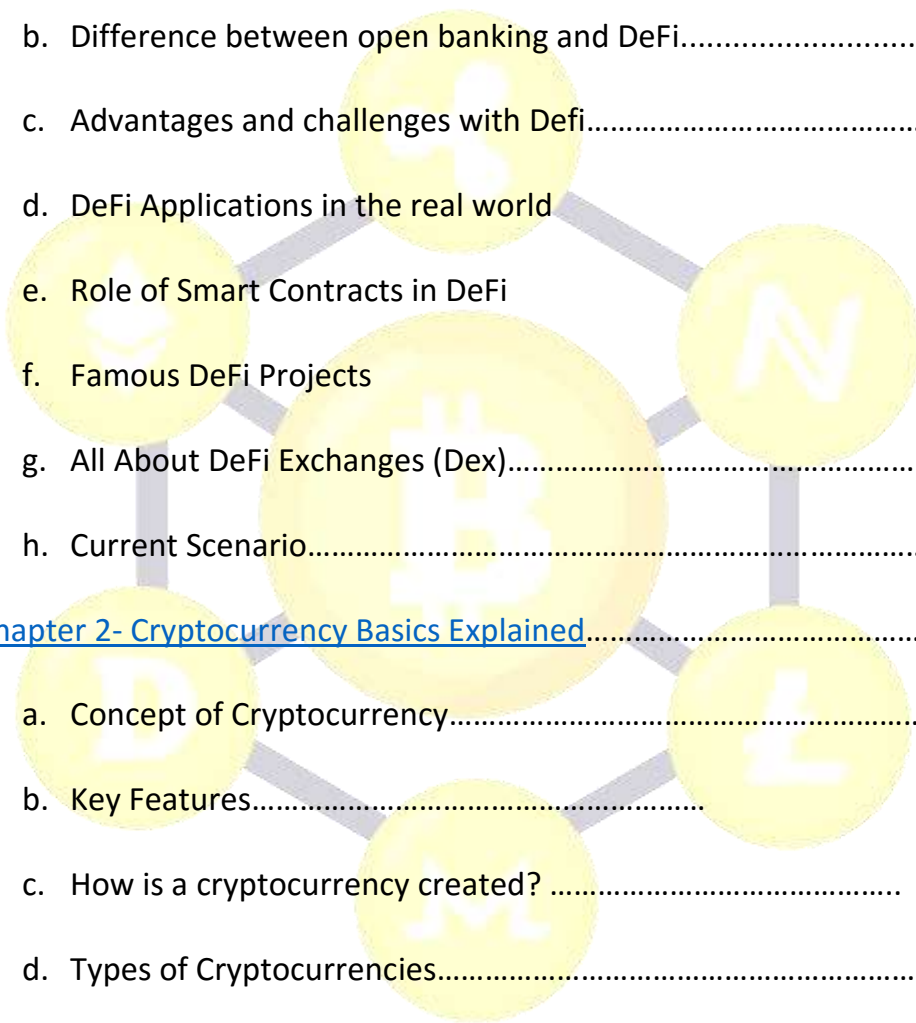 b. Difference between open banking and DeFi...........................
c. Advantages and challenges with Defi……………………………………
d. DeFi Applications in the real world
e. Role of Smart Contracts in DeFi
f. Famous DeFi Projects
g. All About DeFi Exchanges (Dex)……………………………………………
h. Current Scenario……………………………………………………………………
hapter 2- Cryptocurrency Basics Explained……………………………………
a. Concept of Cryptocurrency……………………………………………………
b. Key Features…………………………………………………
c. How is a cryptocurrency created? ……………………………………..
d. Types of Cryptocurrencies……………………………………………………